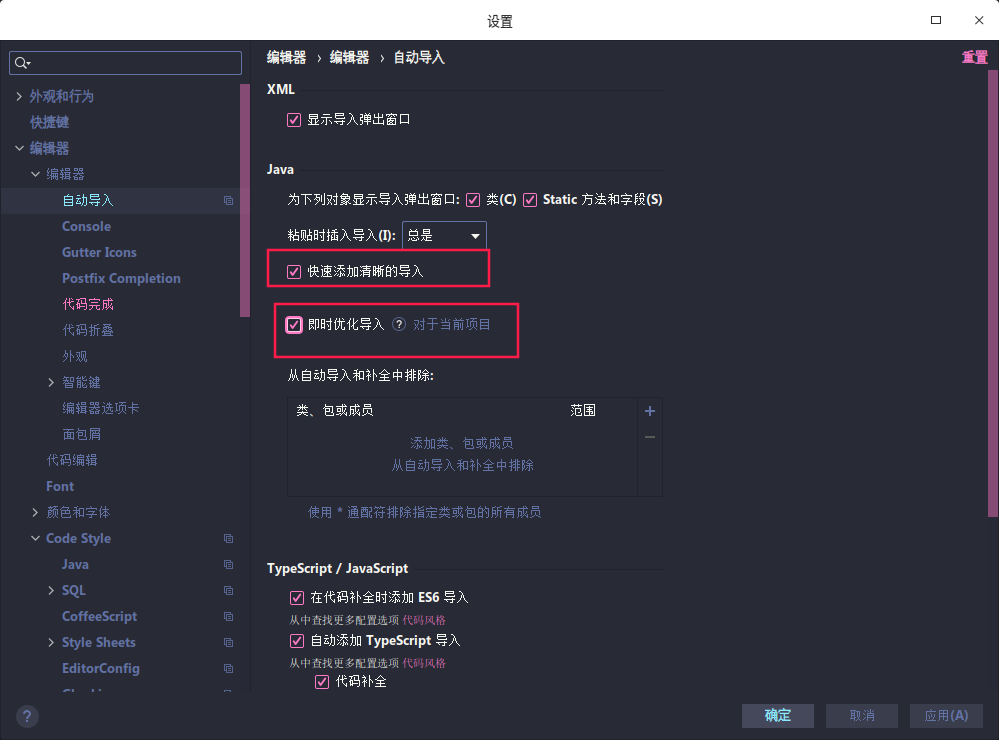 设置
外观和行为
快捷键
编辑器
编辑器
自动导入
Console
Gutter Icons
Postfix Completion
代码完成
代码折叠
外观
智能键
编辑器选项卡
面包屑
代码编辑
Font
颜色和字体
Code Style
Java
SQL
CoffeeScript
Style Sheets
EditorConfig
编辑器 › 编辑器 › 自动导入
重置
XML
显示导入弹出窗口
Java
为下列对象显示导入弹出窗口: 类(C) Static 方法和字段(S)
粘贴时插入导入(I): 总是
快速添加清晰的导入
即时优化导入 ? 对于当前项目
从自动导入和补全中排除:
类、包或成员 范围
添加类、包或成员
从自动导入和补全中排除
使用 * 通配符排除指定类或包的所有成员
TypeScript / JavaScript
在代码补全时添加 ES6 导入
从中查找更多配置选项 代码风格
自动添加 TypeScript 导入
从中查找更多配置选项 代码风格
代码补全
? 确定 取消 应用(A)